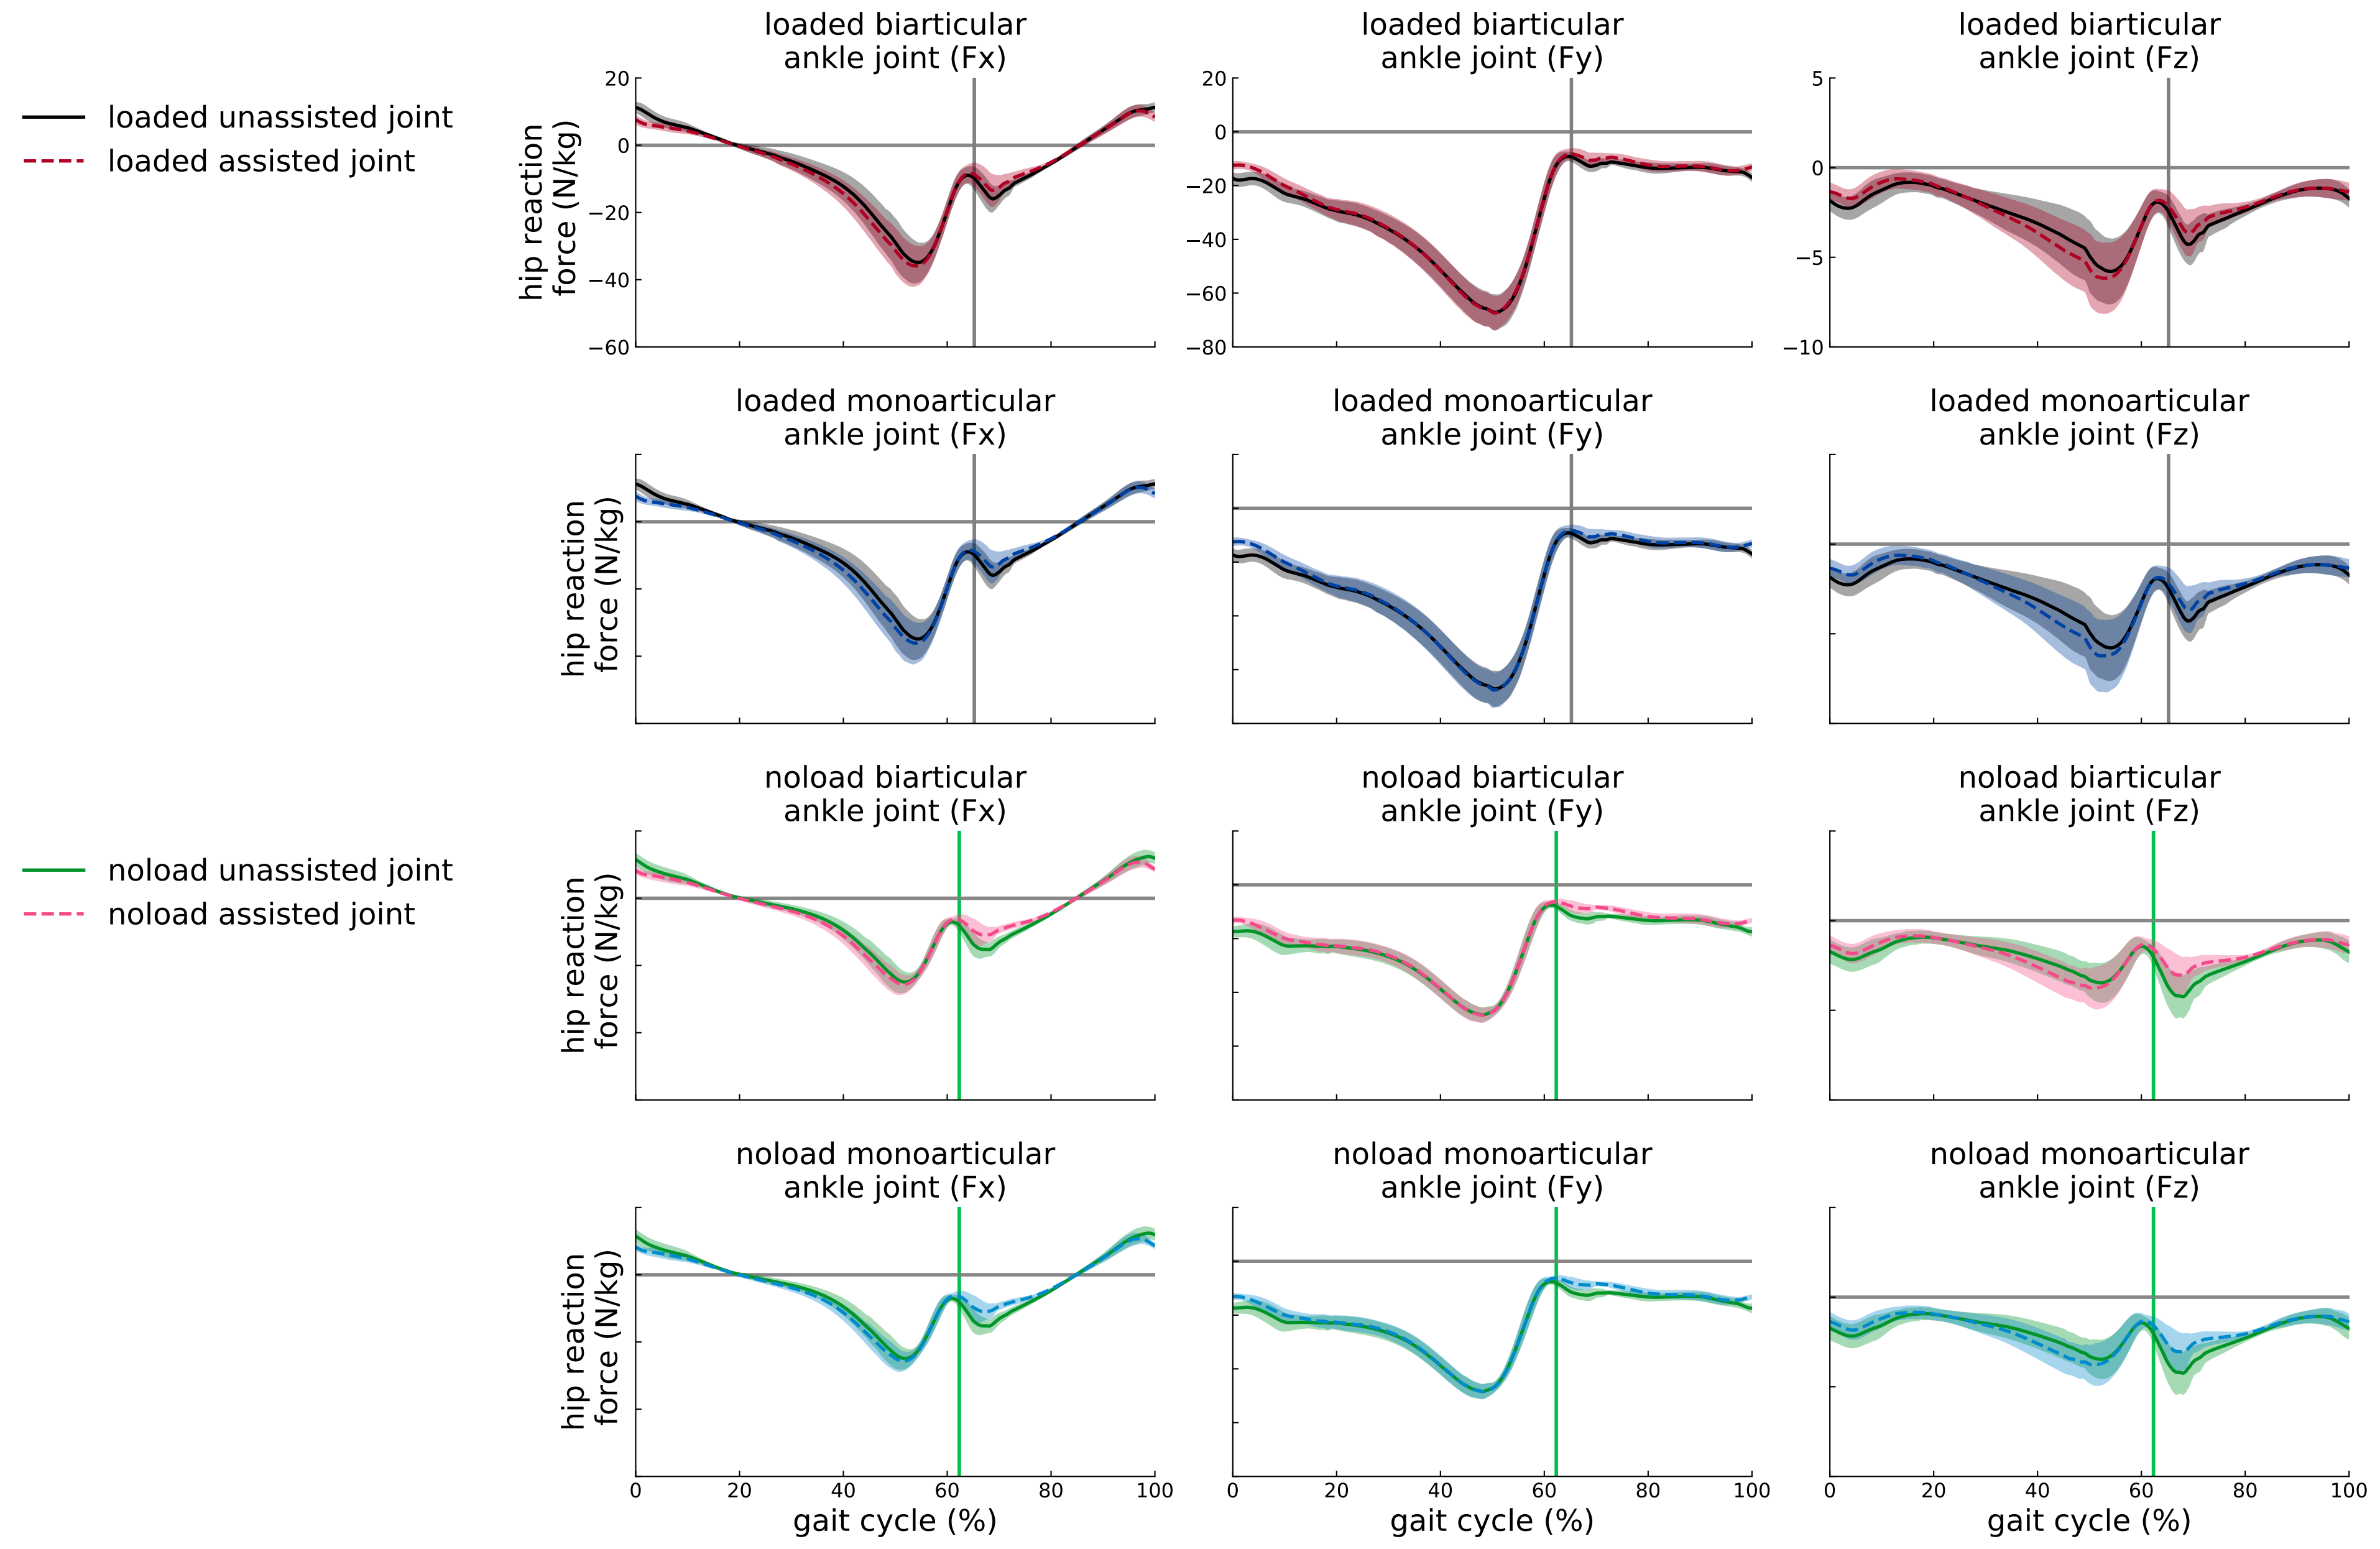 loaded unassisted joint
loaded assisted joint
loaded biarticular
ankle joint (Fx)
hip reaction
force (N/kg)
20
0
−20
−40
−60
loaded biarticular
ankle joint (Fy)
20
0
−20
−40
−60
−80
loaded biarticular
ankle joint (Fz)
5
0
−5
−10
loaded monoarticular
ankle joint (Fx)
hip reaction
force (N/kg)
loaded monoarticular
ankle joint (Fy)
loaded monoarticular
ankle joint (Fz)
noload unassisted joint
noload assisted joint
noload biarticular
ankle joint (Fx)
hip reaction
force (N/kg)
noload biarticular
ankle joint (Fy)
noload biarticular
ankle joint (Fz)
noload monoarticular
ankle joint (Fx)
hip reaction
force (N/kg)
0 20 40 60 80 100
gait cycle (%)
noload monoarticular
ankle joint (Fy)
0 20 40 60 80 100
gait cycle (%)
noload monoarticular
ankle joint (Fz)
0 20 40 60 80 100
gait cycle (%)